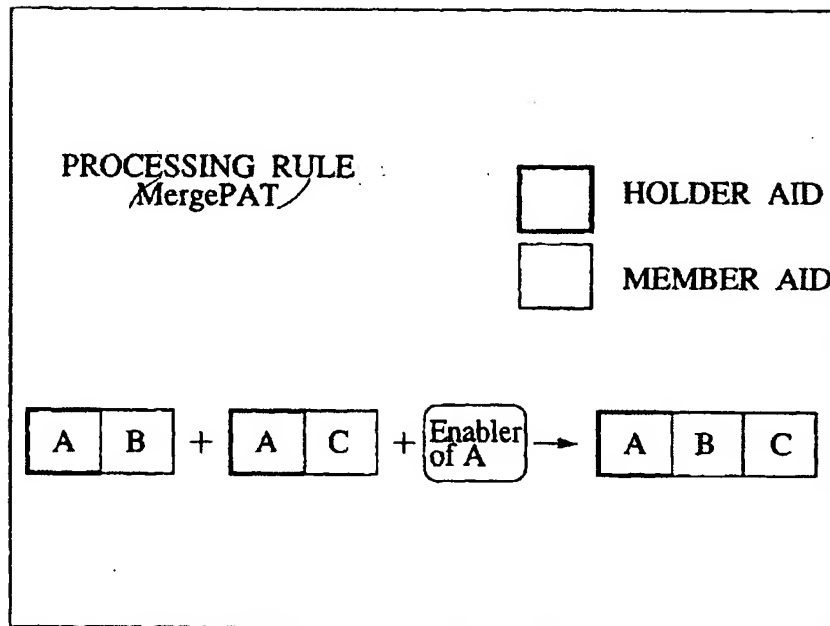 PROCESSING RULE
MergePAT
HOLDER AID
MEMBER AID
A B + A C + Enabler of A → A B C